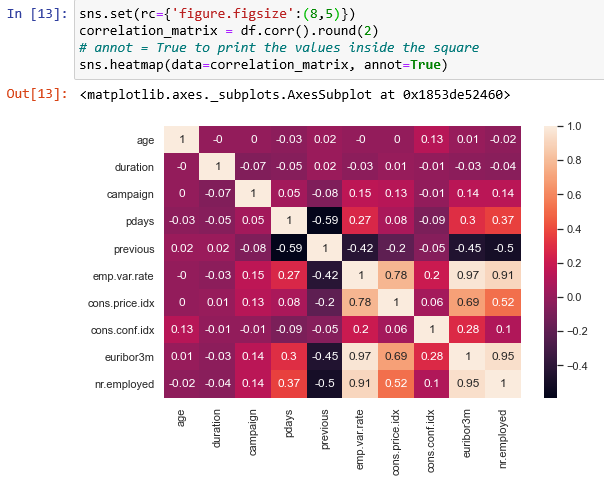 In [13]: sns.set(rc={'figure.figsize':(8,5)})
correlation_matrix = df.corr().round(2)
# annot = True to print the values inside the square
sns.heatmap(data=correlation_matrix, annot=True)
Out[13]: <matplotlib.axes._subplots.AxesSubplot at 0x1853de52460>
age 1 -0 0 -0.03 0.02 -0 0 0.13 0.01 -0.02
duration -0 1 -0.07 -0.05 0.02 -0.03 0.01 -0.01 -0.03 -0.04
campaign 0 -0.07 1 0.05 -0.08 0.15 0.13 -0.01 0.14 0.14
pdays -0.03 -0.05 0.05 1 -0.59 0.27 0.08 -0.09 0.3 0.37
previous 0.02 0.02 -0.08 -0.59 1 -0.42 -0.2 -0.05 -0.45 -0.5
emp.var.rate -0 -0.03 0.15 0.27 -0.42 1 0.78 0.2 0.97 0.91
cons.price.idx 0 0.01 0.13 0.08 -0.2 0.78 1 0.06 0.69 0.52
cons.conf.idx 0.13 -0.01 -0.01 -0.09 -0.05 0.2 0.06 1 0.28 0.1
euribor3m 0.01 -0.03 0.14 0.3 -0.45 0.97 0.69 0.28 1 0.95
nr.employed -0.02 -0.04 0.14 0.37 -0.5 0.91 0.52 0.1 0.95 1
age duration campaign pdays previous emp.var.rate cons.price.idx cons.conf.idx euribor3m nr.employed
1.0
0.8
0.6
0.4
0.2
0.0
−0.2
−0.4